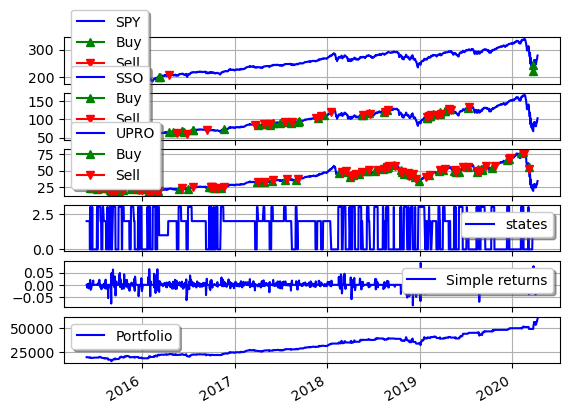 SPY
Buy
Sell
300
200
SSO
Buy
Sell
150
100
50
UPRO
Buy
Sell
75
50
25
states
2.5
0.0
Simple returns
0.05
0.00
−0.05
Portfolio
50000
25000
2016
2017
2018
2019
2020